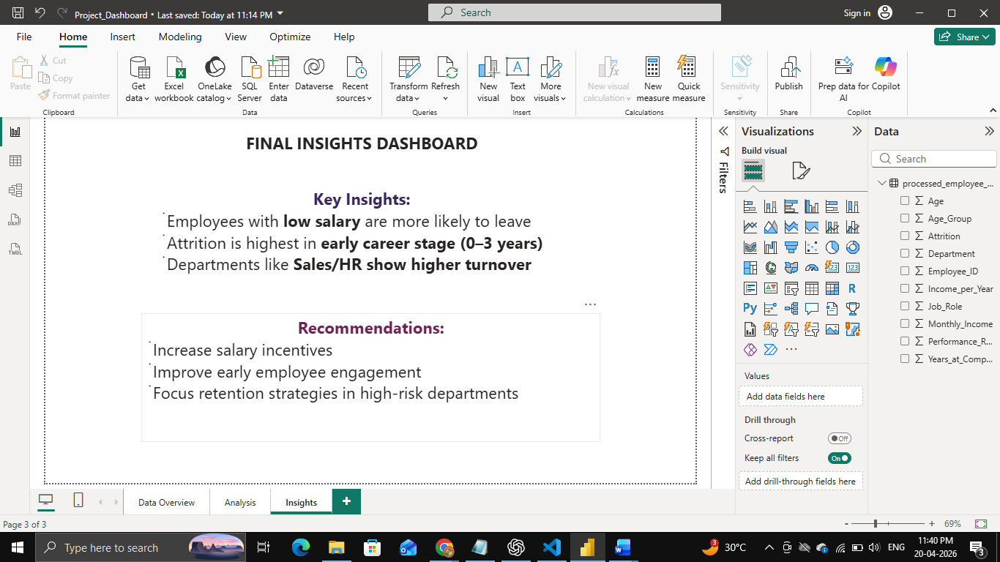 Project_Dashboard • Last saved: Today at 11:14 PM
Search
Sign in
File Home Insert Modeling View Optimize Help
Share
Paste
Cut
Copy
Format painter
Clipboard
Get data
Excel workbook
OneLake catalog
SQL Server
Enter data
Dataverse
Recent sources
Data
Transform data
Refresh
Queries
New visual
Text box
More visuals
Insert
New visual calculation
New measure
Quick measure
Calculations
Sensitivity
Sensitivity
Publish
Share
Prep data for AI
Copilot
Copilot
DAX
TMDL
FINAL INSIGHTS DASHBOARD
Key Insights:
Employees with low salary are more likely to leave
Attrition is highest in early career stage (0–3 years)
Departments like Sales/HR show higher turnover
Recommendations:
Increase salary incentives
Improve early employee engagement
Focus retention strategies in high-risk departments
Filters
Visualizations
Build visual
123
R
Py
Values
Add data fields here
Drill through
Cross-report
Off
Keep all filters
On
Add drill-through fields here
Data
Search
processed_employee_...
Age
Age_Group
Attrition
Department
Employee_ID
Income_per_Year
Job_Role
Monthly_Income
Performance_R...
Years_at_Comp...
Data Overview
Analysis
Insights
+
Page 3 of 3
- + 69%
Type here to search
3
30°C
ENG
11:40 PM
20-04-2026
3